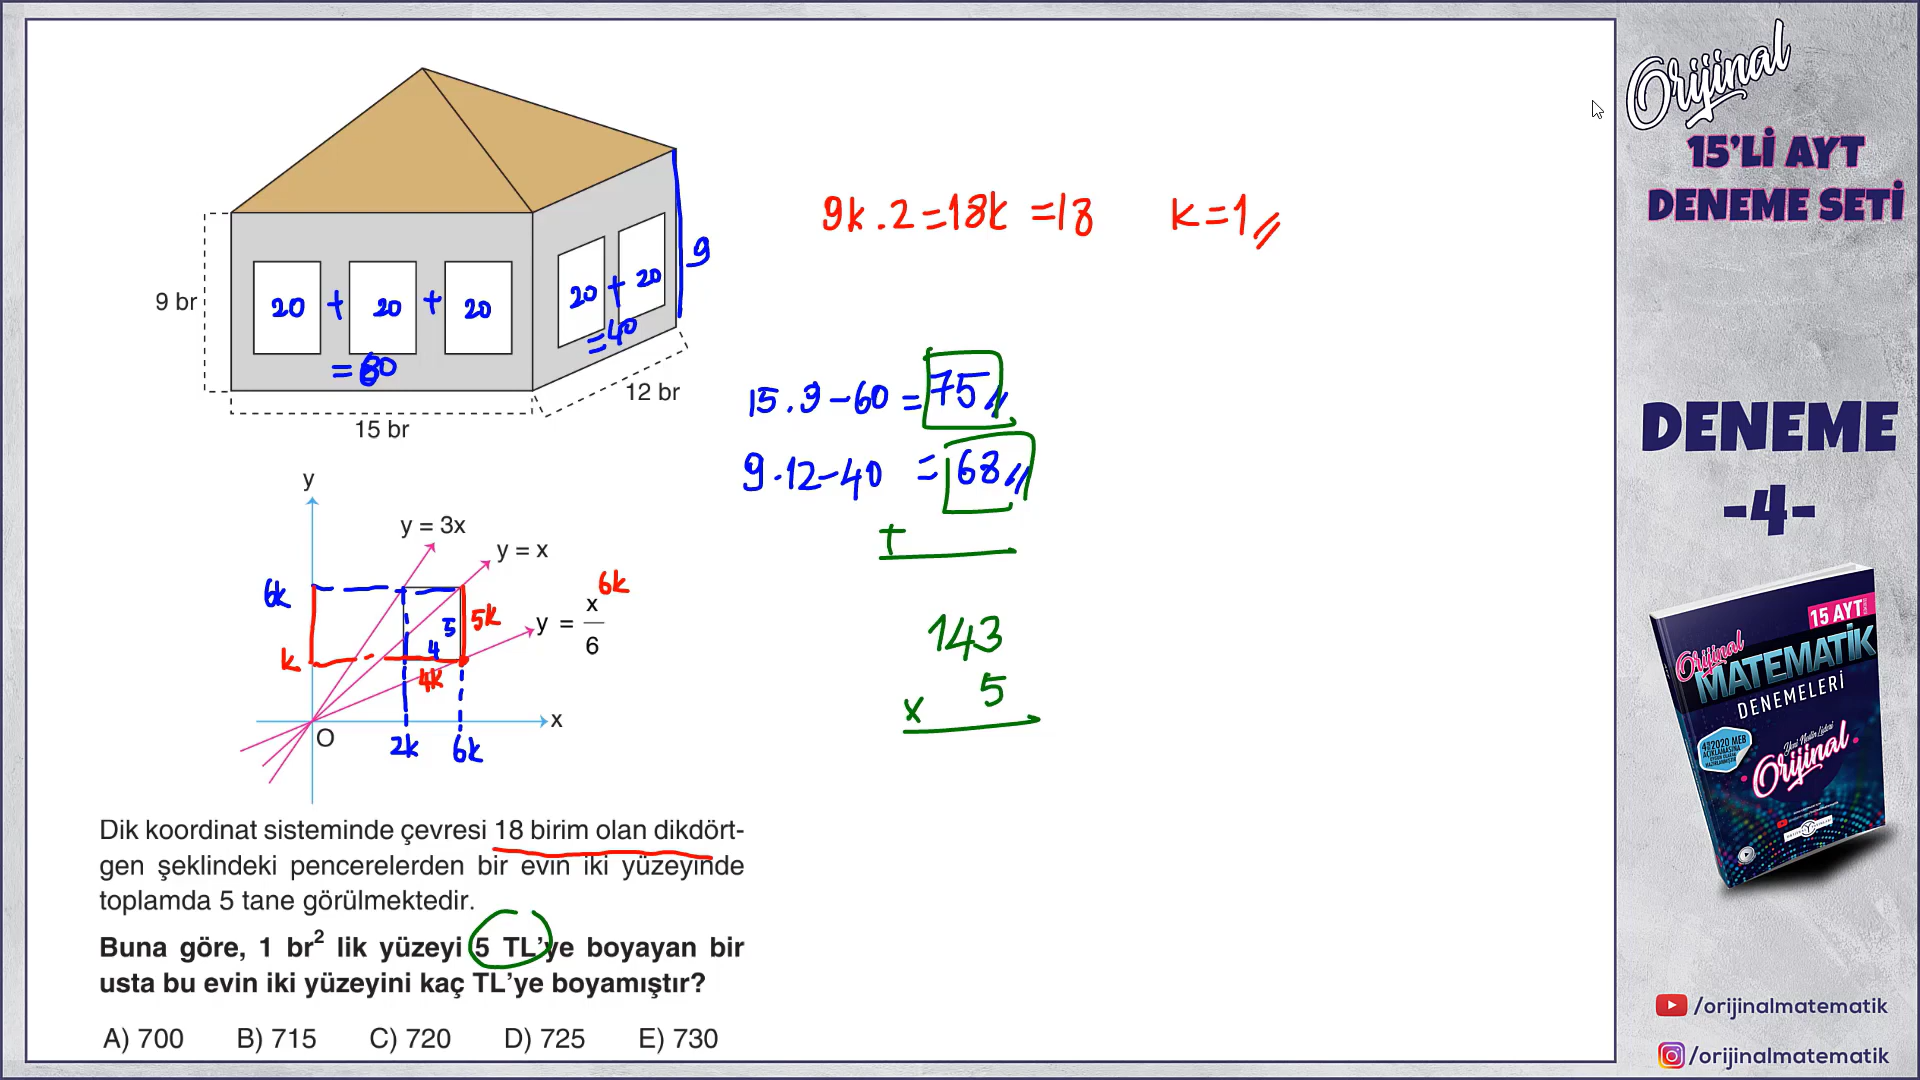 9 br
15 br
12 br
9
20 + 20 + 20
= 60
20 + 20
= 40
9k . 2 = 18k = 18 k = 1
15 . 9 - 60 = 75
9 . 12 - 40 = 68
+
143
x 5
y
y = 3x
y = x
y = x/6
6k
6k
k
5k
5
4
4k
x
O
2k
6k
Dik koordinat sisteminde çevresi 18 birim olan dikdört-
gen şeklindeki pencerelerden bir evin iki yüzeyinde
toplamda 5 tane görülmektedir.
Buna göre, 1 br² lik yüzeyi 5 TL’ye boyayan bir
usta bu evin iki yüzeyini kaç TL’ye boyamıştır?
A) 700 B) 715 C) 720 D) 725 E) 730
Orijinal
15’Lİ AYT
DENEME SETİ
DENEME
-4-
15 AYT
Orijinal
MATEMATİK
DENEMELERİ
Orijinal
/orijinalmatematik
/orijinalmatematik